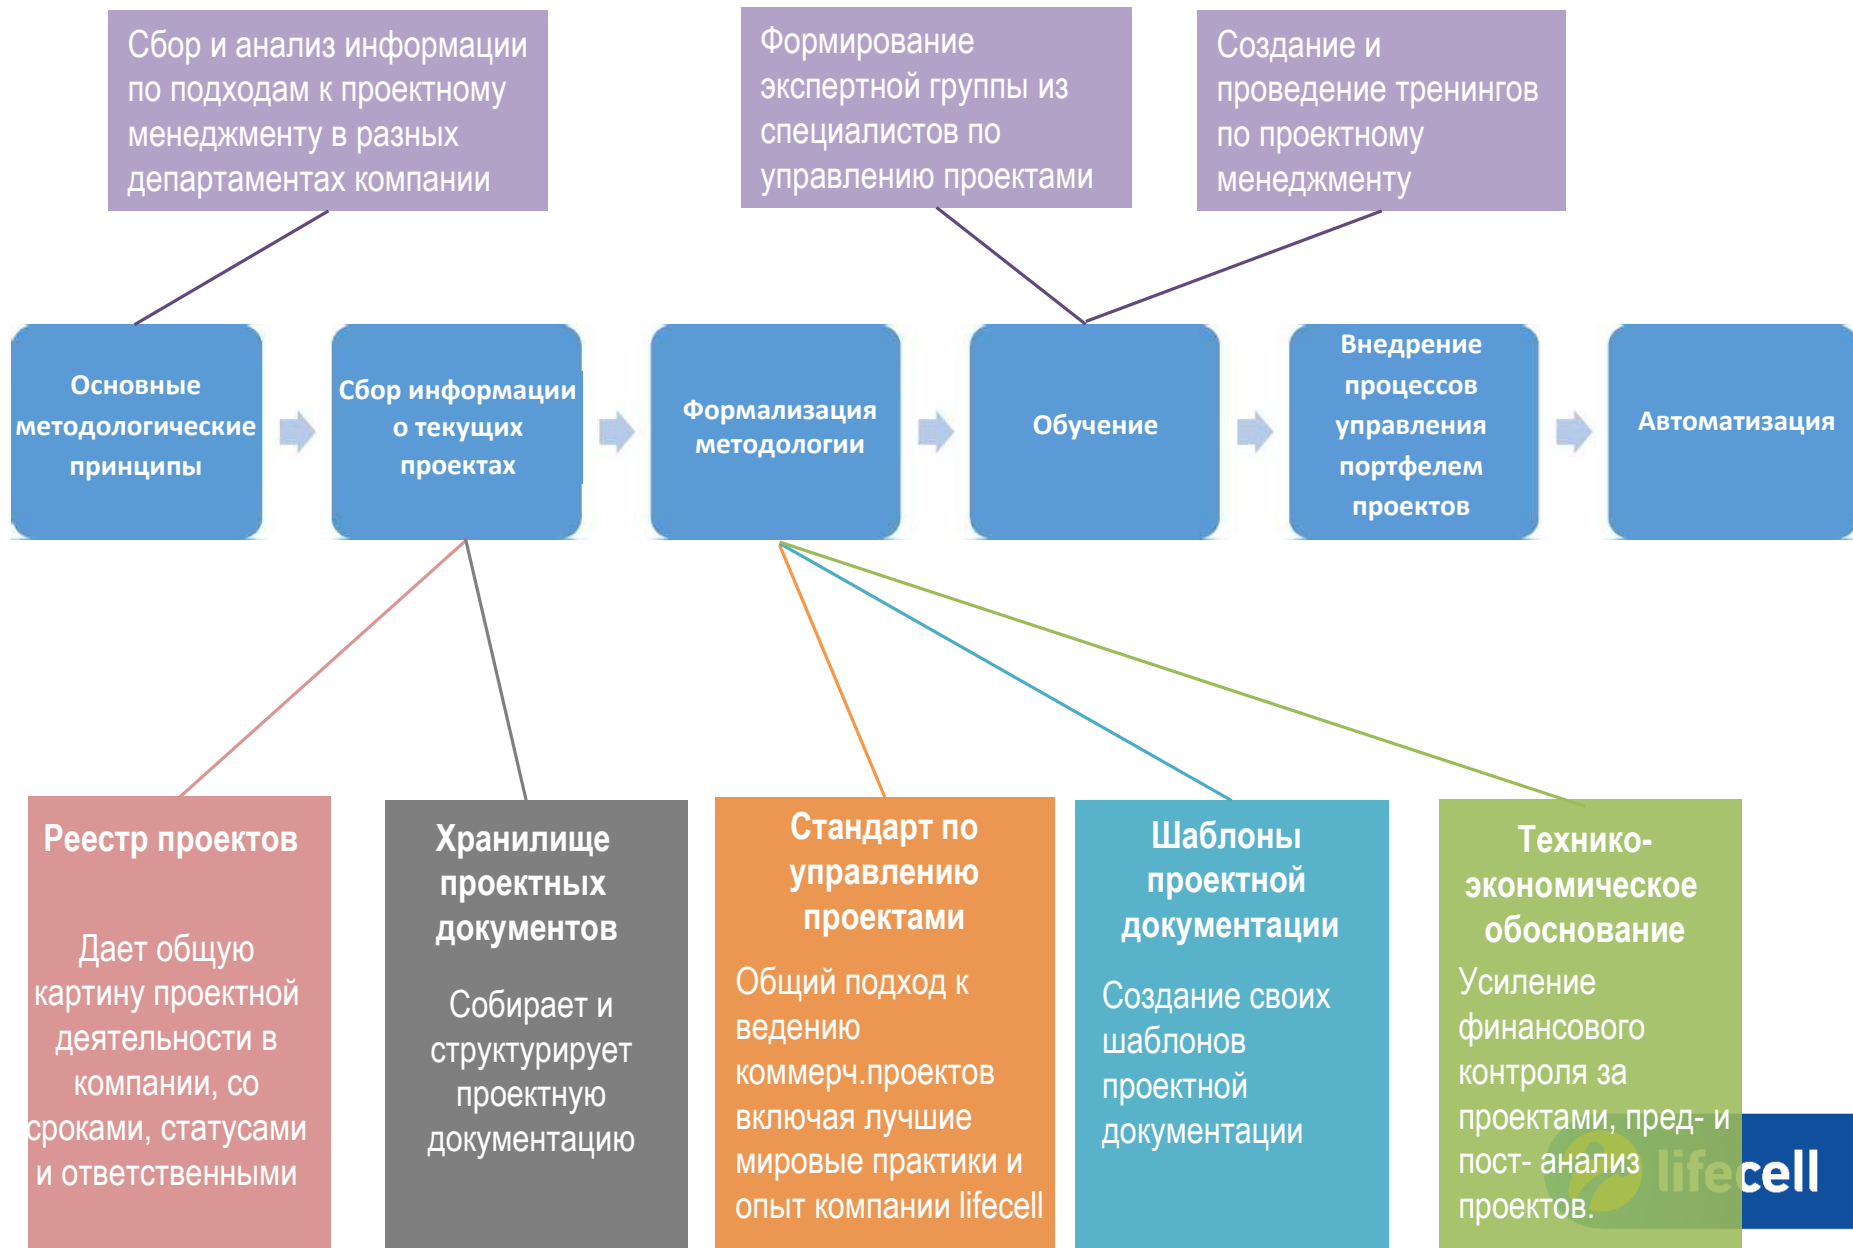 Сбор и анализ информации
по подходам к проектному
менеджменту в разных
департаментах компании
Формирование
экспертной группы из
специалистов по
управлению проектами
Создание и
проведение тренингов
по проектному
менеджменту
Основные
методологические
принципы
Сбор информации
о текущих
проектах
Формализация
методологии
Обучение
Внедрение
процессов
управления
портфелем
проектов
Автоматизация
Реестр проектов
Дает общую
картину проектной
деятельности в
компании, со
сроками, статусами
и ответственными
Хранилище
проектных
документов
Собирает и
структурирует
проектную
документацию
Стандарт по
управлению
проектами
Общий подход к
ведению
коммерч.проектов
включая лучшие
мировые практики и
опыт компании lifecell
Шаблоны
проектной
документации
Создание своих
шаблонов
проектной
документации
Технико-
экономическое
обоснование
Усиление
финансового
контроля за
проектами, пред- и
пост- анализ
проектов.
lifecell